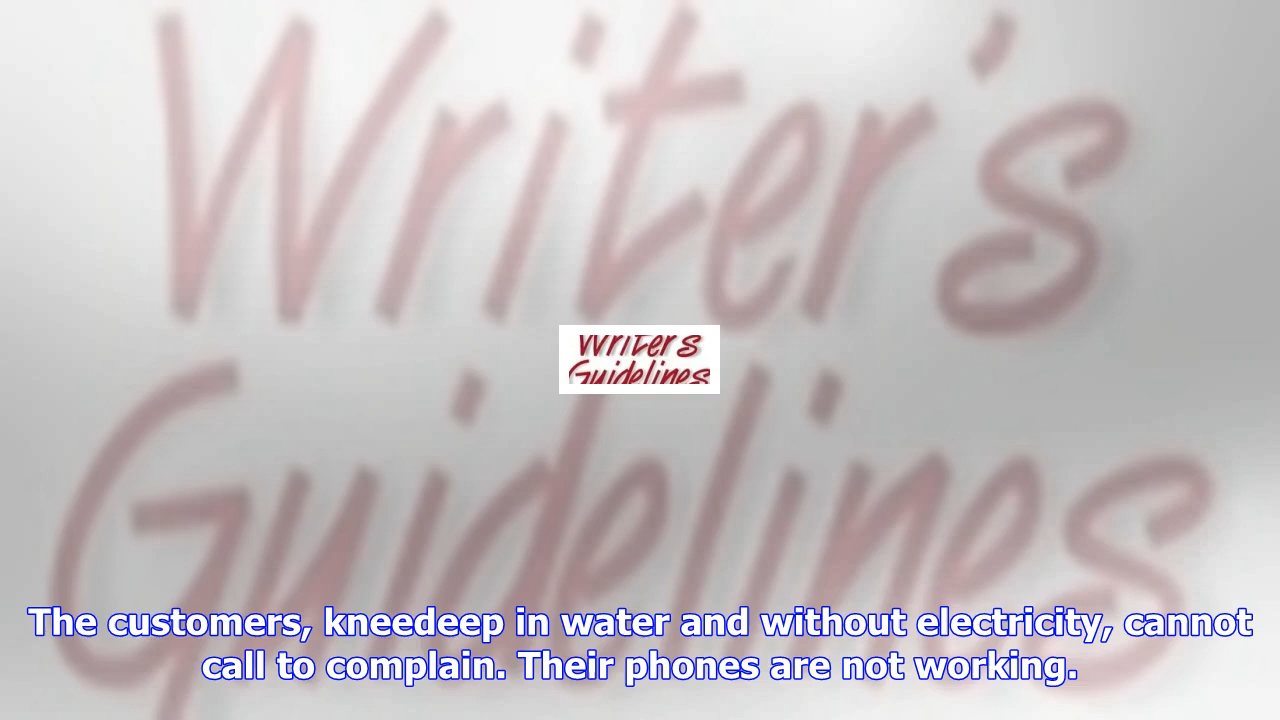 Writer's
Guidelines
Writer's
Guidelines
The customers, kneedeep in water and without electricity, cannot
call to complain. Their phones are not working.